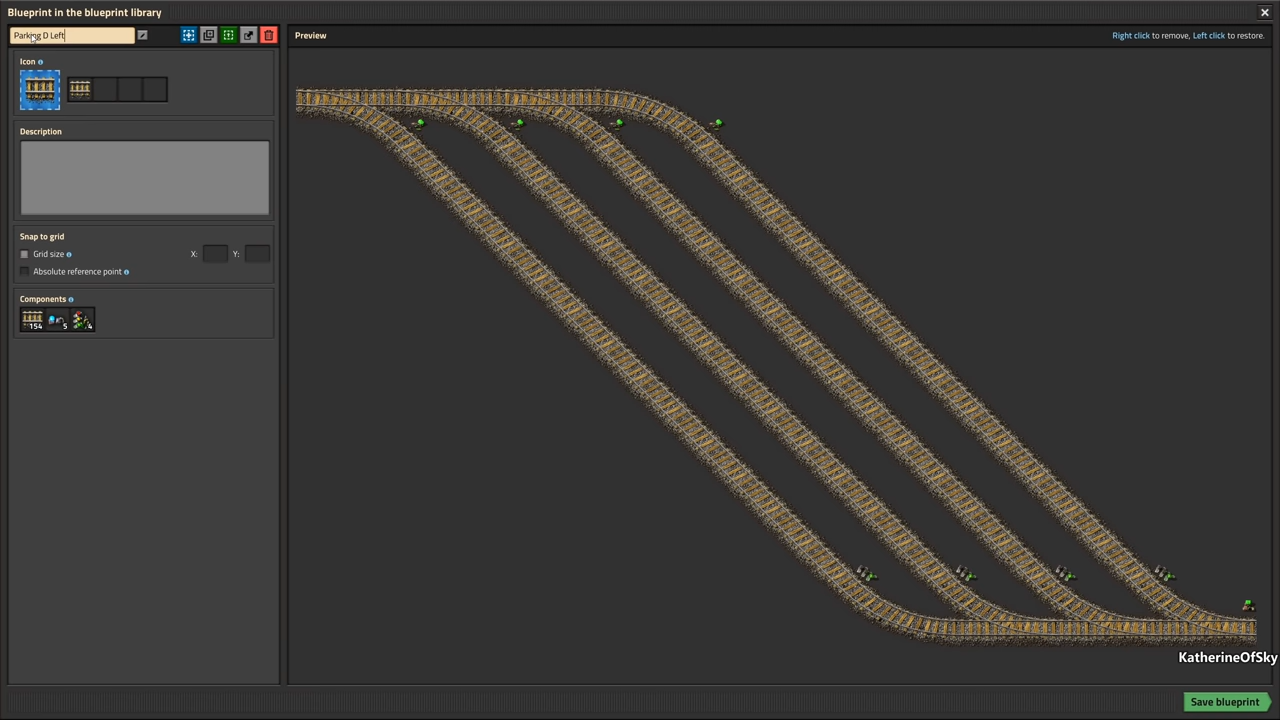 Blueprint in the blueprint library
Parking D Left
Preview
Right click to remove, Left click to restore.
Icon
Description
Snap to grid
Grid size
X:
Y:
Absolute reference point
Components
154
5
4
KatherineOfSky
Save blueprint